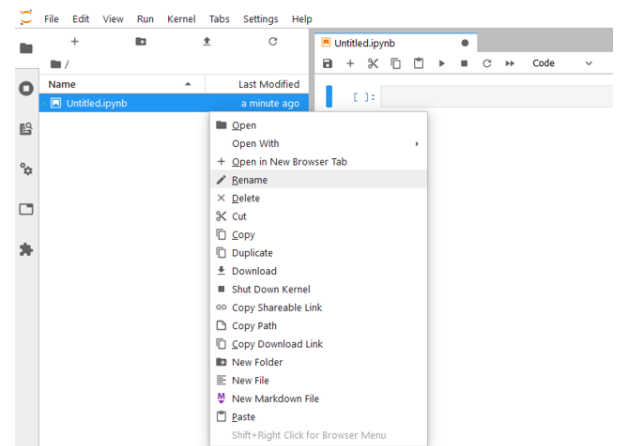 File Edit View Run Kernel Tabs Settings Help
Untitled.ipynb
/
Code
Name Last Modified
Untitled.ipynb a minute ago
[ ]:
Open
Open With
Open in New Browser Tab
Rename
Delete
Cut
Copy
Duplicate
Download
Shut Down Kernel
Copy Shareable Link
Copy Path
Copy Download Link
New Folder
New File
New Markdown File
Paste
Shift+Right Click for Browser Menu